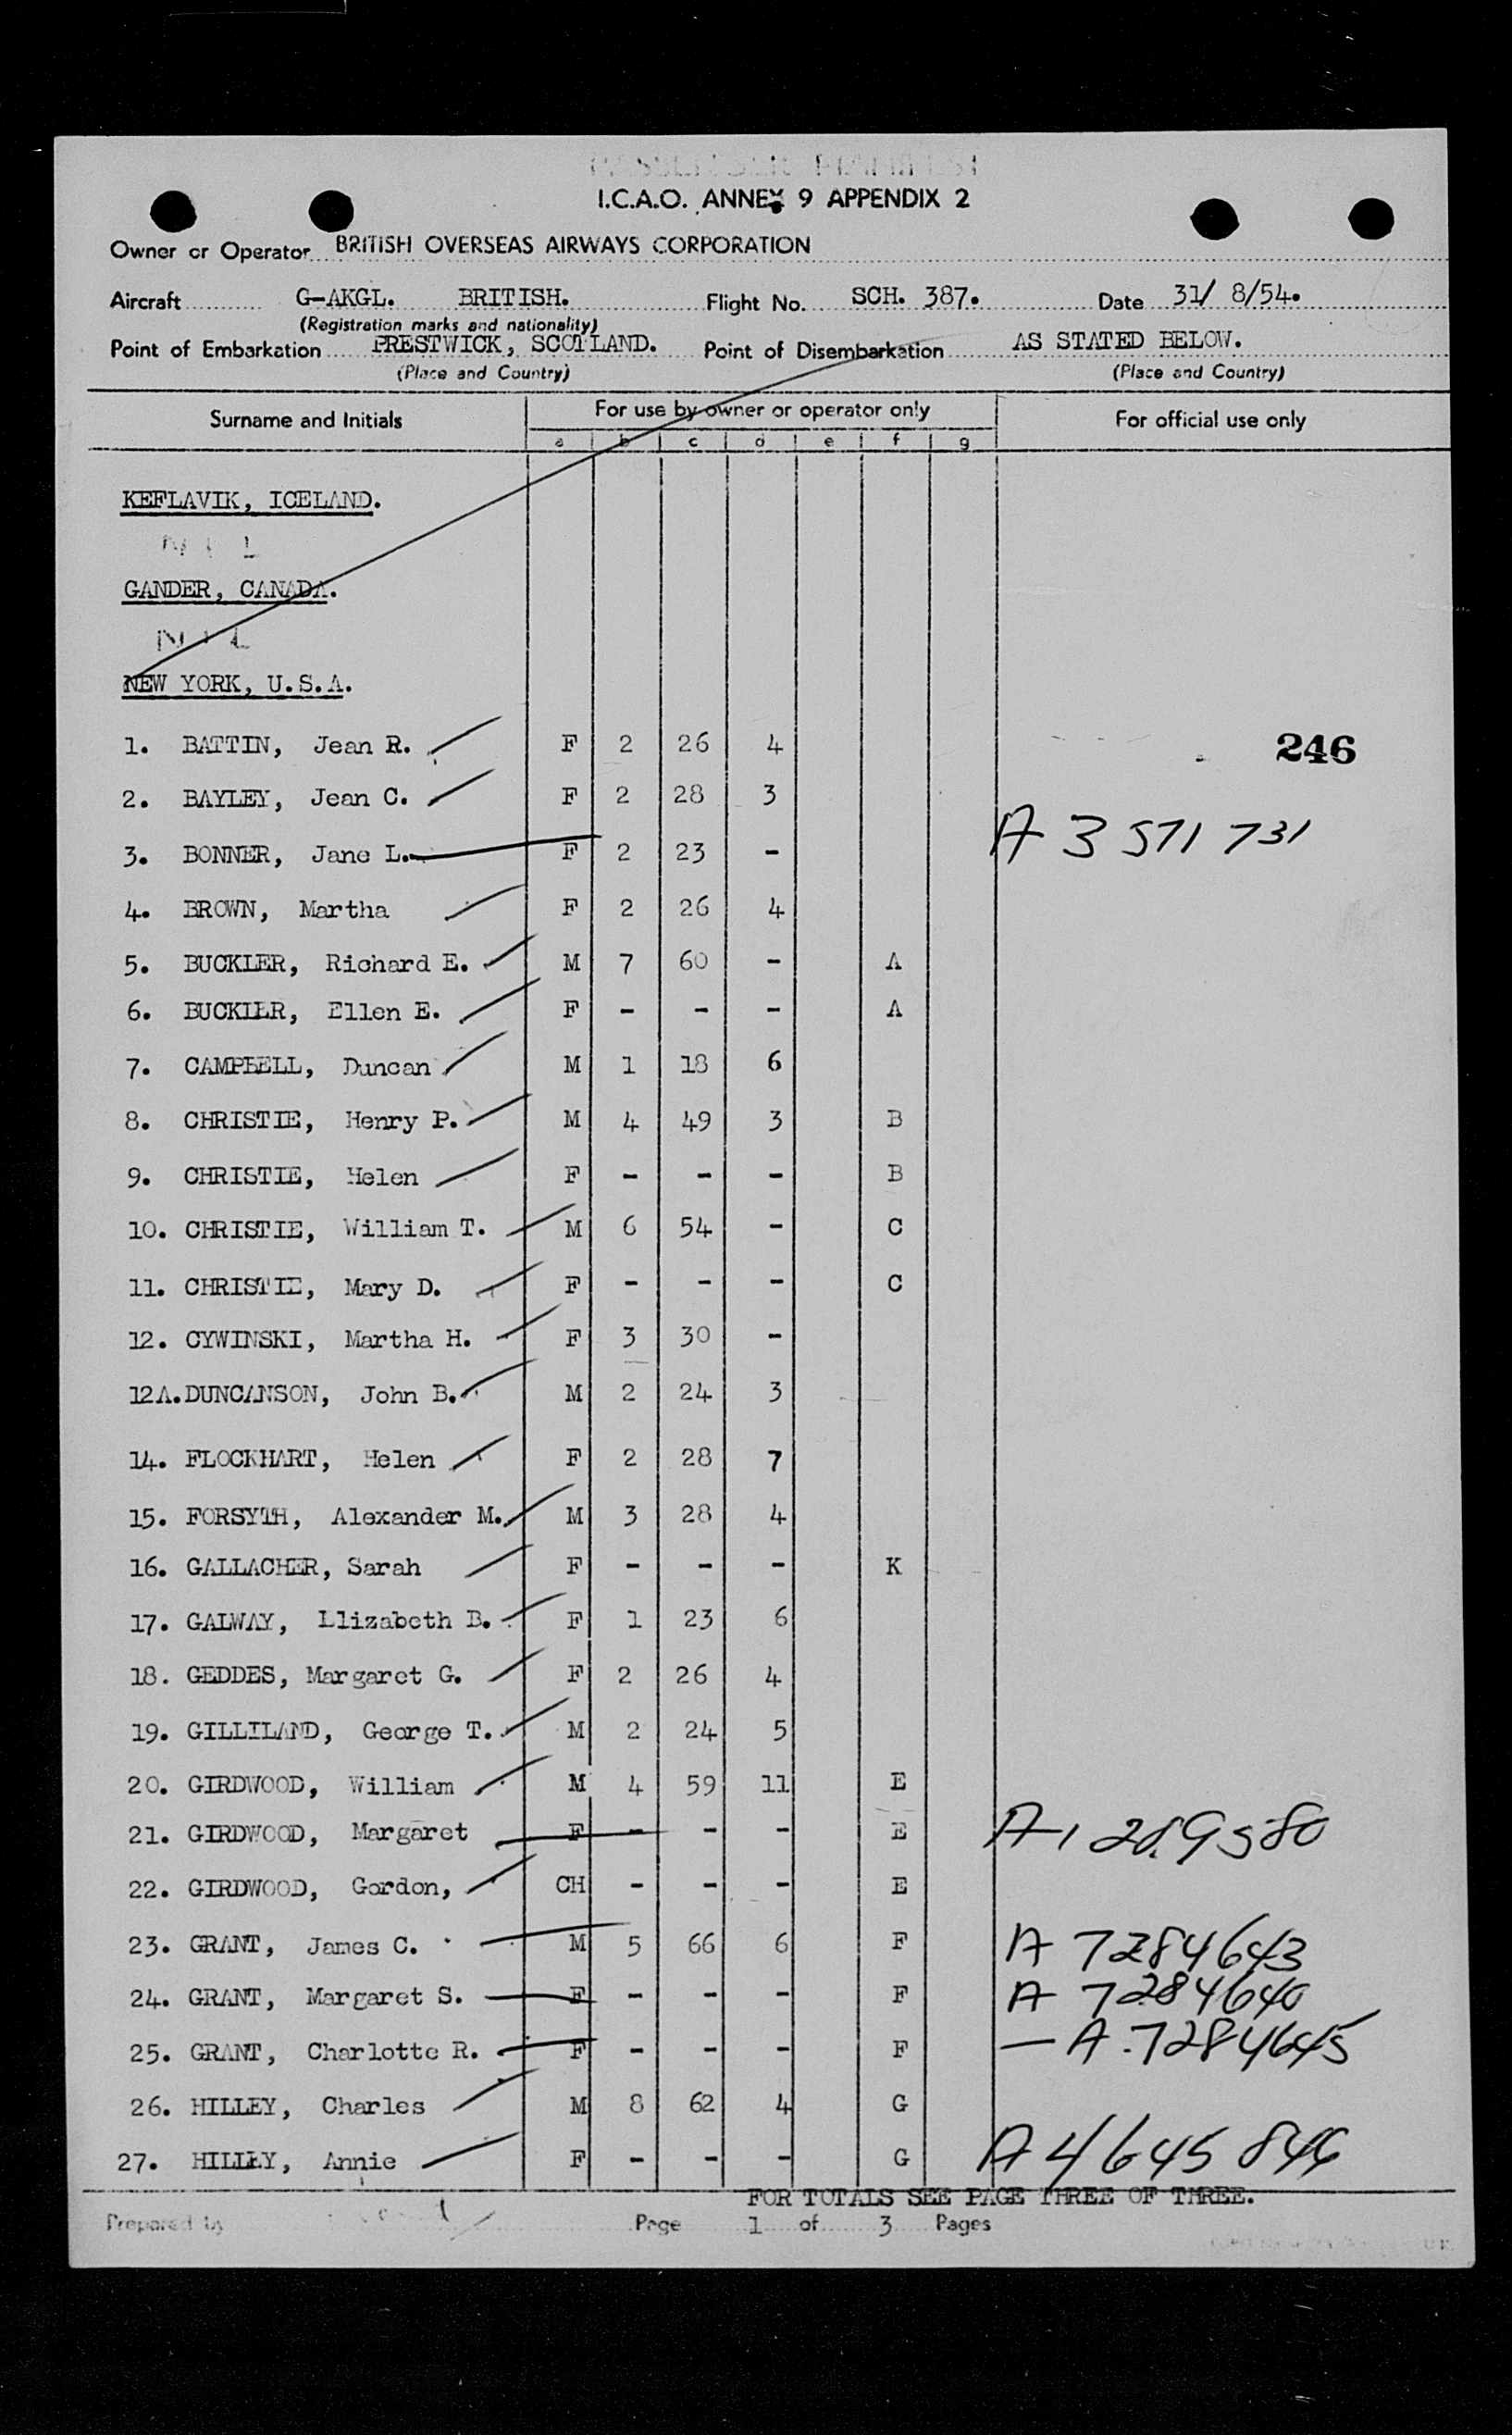 I.C.A.O. ANNEX 9 APPENDIX 2
Owner or Operator BRITISH OVERSEAS AIRWAYS CORPORATION
Aircraft G-AKGL. BRITISH. Flight No. SCH. 387. Date 31/ 8/54.
(Registration marks and nationality)
Point of Embarkation PRESTWICK, SCOTLAND. Point of Disembarkation AS STATED BELOW.
(Place and Country) (Place and Country)
Surname and Initials For use by owner or operator only For official use only
a b c d e f g
KEFLAVIK, ICELAND.
NIL
GANDER, CANADA.
NIL
NEW YORK, U.S.A.
1. BATTIN, Jean R. F 2 26 4 246
2. BAYLEY, Jean C. F 2 28 3
3. BONNER, Jane L. F 2 23 - A 3 571 731
4. BROWN, Martha F 2 26 4
5. BUCKLER, Richard E. M 7 60 - A
6. BUCKLER, Ellen E. F - - - A
7. CAMPBELL, Duncan M 1 18 6
8. CHRISTIE, Henry P. M 4 49 3 B
9. CHRISTIE, Helen F - - - B
10. CHRISTIE, William T. M 6 54 - C
11. CHRISTIE, Mary D. F - - - C
12. CYWINSKI, Martha H. F 3 30 -
12A. DUNCANSON, John B. M 2 24 3
14. FLOCKHART, Helen F 2 28 7
15. FORSYTH, Alexander M. M 3 28 4
16. GALLACHER, Sarah F - - - K
17. GALWAY, Elizabeth B. F 1 23 6
18. GEDDES, Margaret G. F 2 26 4
19. GILLILAND, George T. M 2 24 5
20. GIRDWOOD, William M 4 59 11 E
21. GIRDWOOD, Margaret F - - - E A1 289580
22. GIRDWOOD, Gordon, CH - - - E
23. GRANT, James C. M 5 66 6 F A 7284643
24. GRANT, Margaret S. F - - - F A 7284640
25. GRANT, Charlotte R. F - - - F - A.7284645
26. HILLEY, Charles M 8 62 4 G
27. HILLEY, Annie F - - - G A 4645 846
FOR TOTALS SEE PAGE THREE OF THREE.
Prepared by Page 1 of 3 Pages